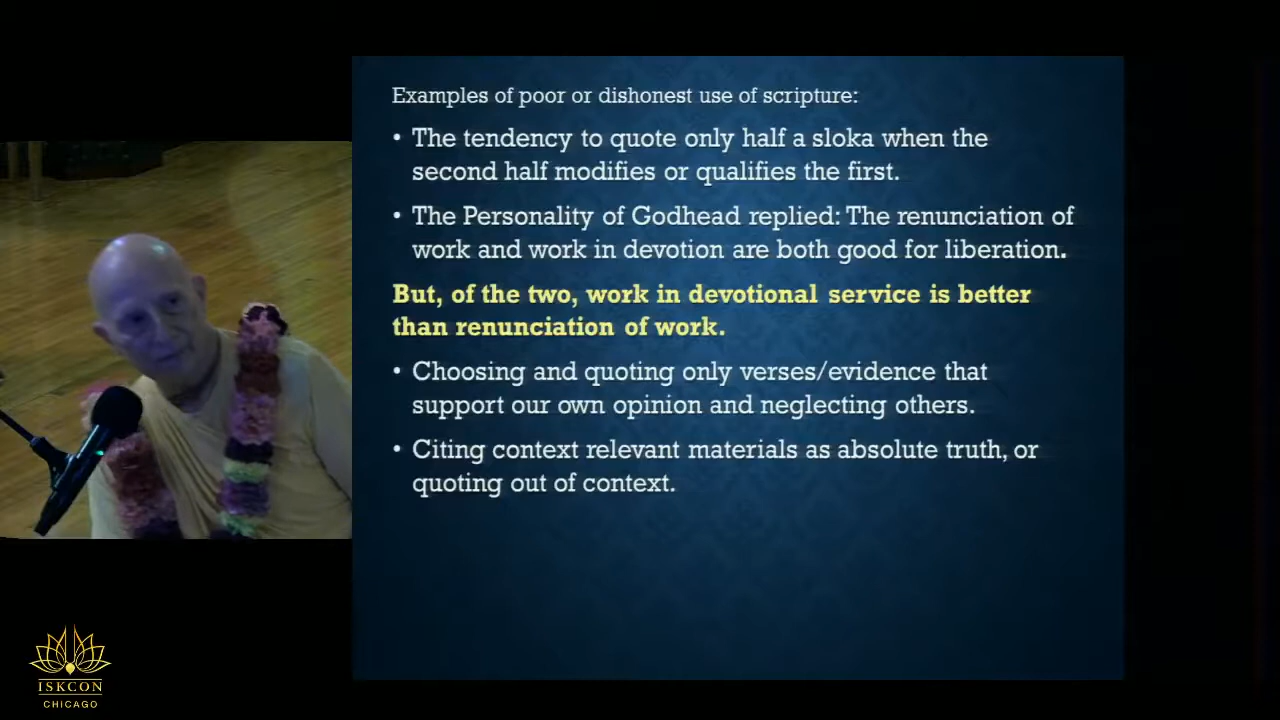 Examples of poor or dishonest use of scripture:
• The tendency to quote only half a sloka when the
second half modifies or qualifies the first.
• The Personality of Godhead replied: The renunciation of
work and work in devotion are both good for liberation.
But, of the two, work in devotional service is better
than renunciation of work.
• Choosing and quoting only verses/evidence that
support our own opinion and neglecting others.
• Citing context relevant materials as absolute truth, or
quoting out of context.
ISKCON
CHICAGO